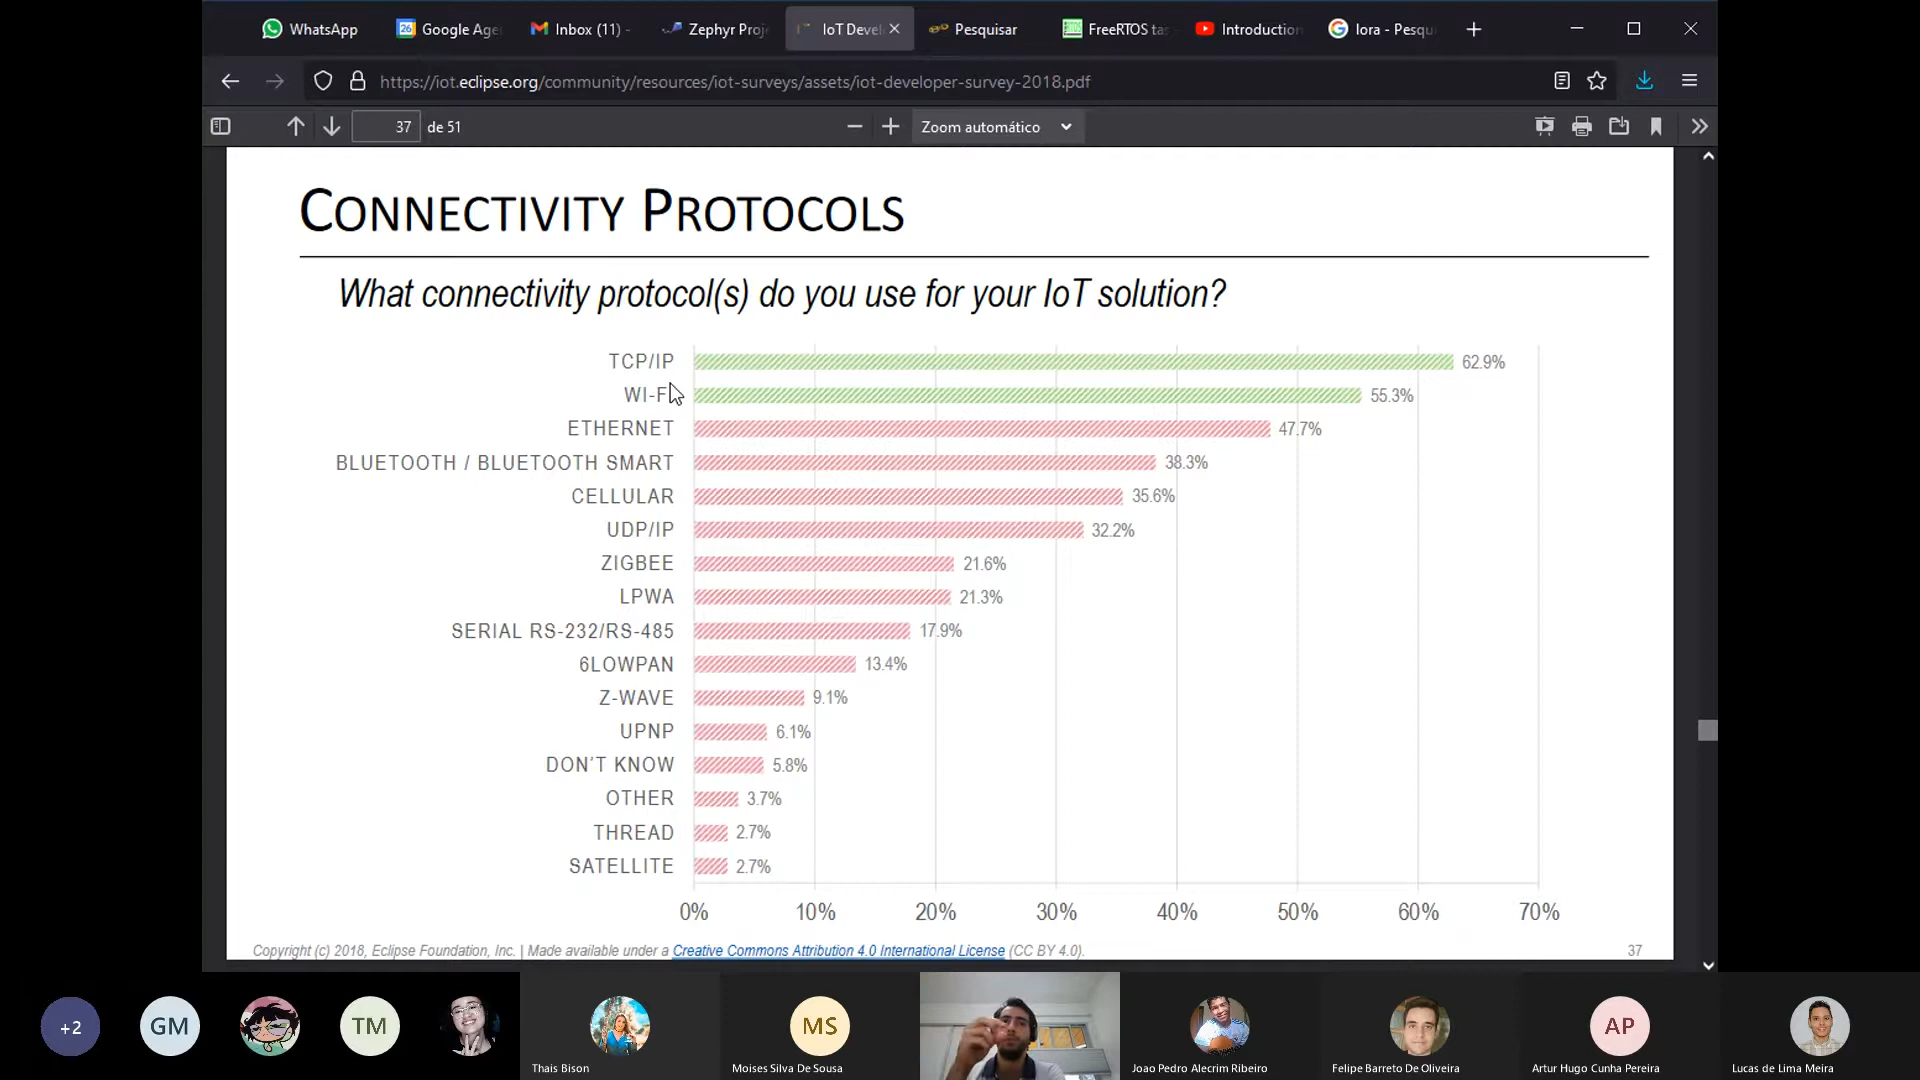 WhatsApp
26
Google Age
Inbox (11) -
Zephyr Proj
IoT Devel
Pesquisar
FreeRTOS tas
Introduction
lora - Pesqu
https://iot.eclipse.org/community/resources/iot-surveys/assets/iot-developer-survey-2018.pdf
37 de 51
Zoom automático
CONNECTIVITY PROTOCOLS
What connectivity protocol(s) do you use for your IoT solution?
TCP/IP 62.9%
WI-F 55.3%
ETHERNET 47.7%
BLUETOOTH / BLUETOOTH SMART 38.3%
CELLULAR 35.6%
UDP/IP 32.2%
ZIGBEE 21.6%
LPWA 21.3%
SERIAL RS-232/RS-485 17.9%
6LOWPAN 13.4%
Z-WAVE 9.1%
UPNP 6.1%
DON'T KNOW 5.8%
OTHER 3.7%
THREAD 2.7%
SATELLITE 2.7%
0% 10% 20% 30% 40% 50% 60% 70%
Copyright (c) 2018, Eclipse Foundation, Inc. | Made available under a Creative Commons Attribution 4.0 International License (CC BY 4.0).
37
+2
GM
TM
Thais Bison
MS
Moises Silva De Sousa
Joao Pedro Alecrim Ribeiro
Felipe Barreto De Oliveira
AP
Artur Hugo Cunha Pereira
Lucas de Lima Meira